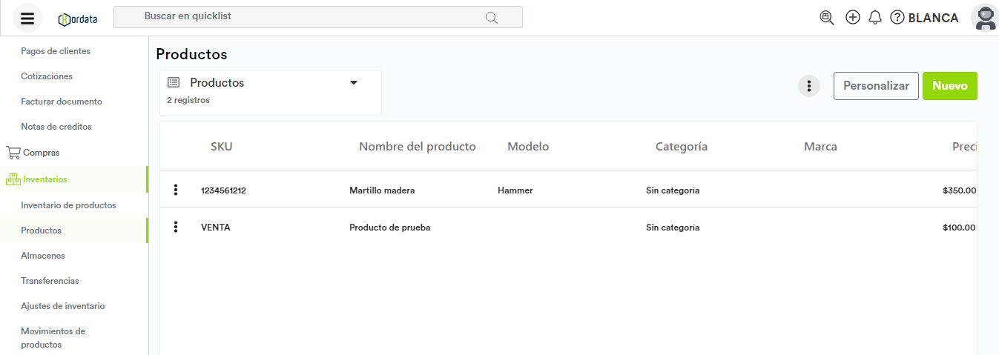 Kordata
Buscar en quicklist
BLANCA
Pagos de clientes
Cotizaciónes
Facturar documento
Notas de créditos
Compras
Inventarios
Inventario de productos
Productos
Almacenes
Transferencias
Ajustes de inventario
Movimientos de
productos
Productos
Productos
2 registros
Personalizar
Nuevo
SKU Nombre del producto Modelo Categoría Marca Preci
1234561212 Martillo madera Hammer Sin categoría $350.00
VENTA Producto de prueba Sin categoría $100.00